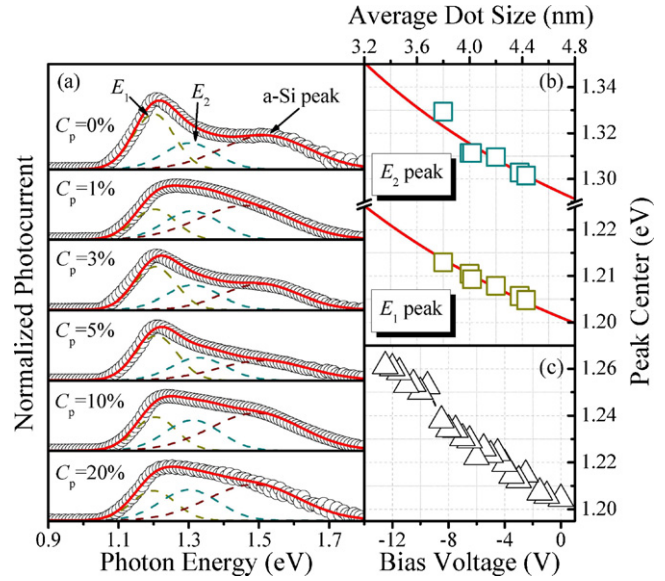 Average Dot Size (nm)
3.2 3.6 4.0 4.4 4.8
(a)
E1
E2
a-Si peak
Cp=0%
Cp=1%
Cp=3%
Cp=5%
Cp=10%
Cp=20%
Normalized Photocurrent
0.9 1.1 1.3 1.5 1.7
Photon Energy (eV)
(b)
1.34
1.32
1.30
E2 peak
1.22
1.21
1.20
E1 peak
Peak Center (eV)
(c)
1.26
1.24
1.22
1.20
-12 -8 -4 0
Bias Voltage (V)